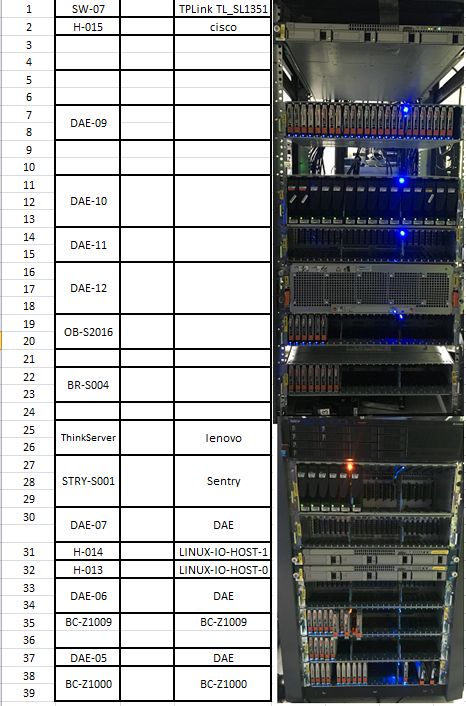 1 SW-07 TPLink TL_SL1351
2 H-015 cisco
3
4
5
6
7
DAE-09
8
9
10
11
12 DAE-10
13
14
DAE-11
15
16
17 DAE-12
18
19
OB-S2016
20
21
22
BR-S004
23
24
25
ThinkServer lenovo
26
27
28 STRY-S001 Sentry
29
30
DAE-07 DAE
31 H-014 LINUX-IO-HOST-1
32 H-013 LINUX-IO-HOST-0
33
DAE-06 DAE
34
35 BC-Z1009 BC-Z1009
36
37 DAE-05 DAE
38
BC-Z1000 BC-Z1000
39